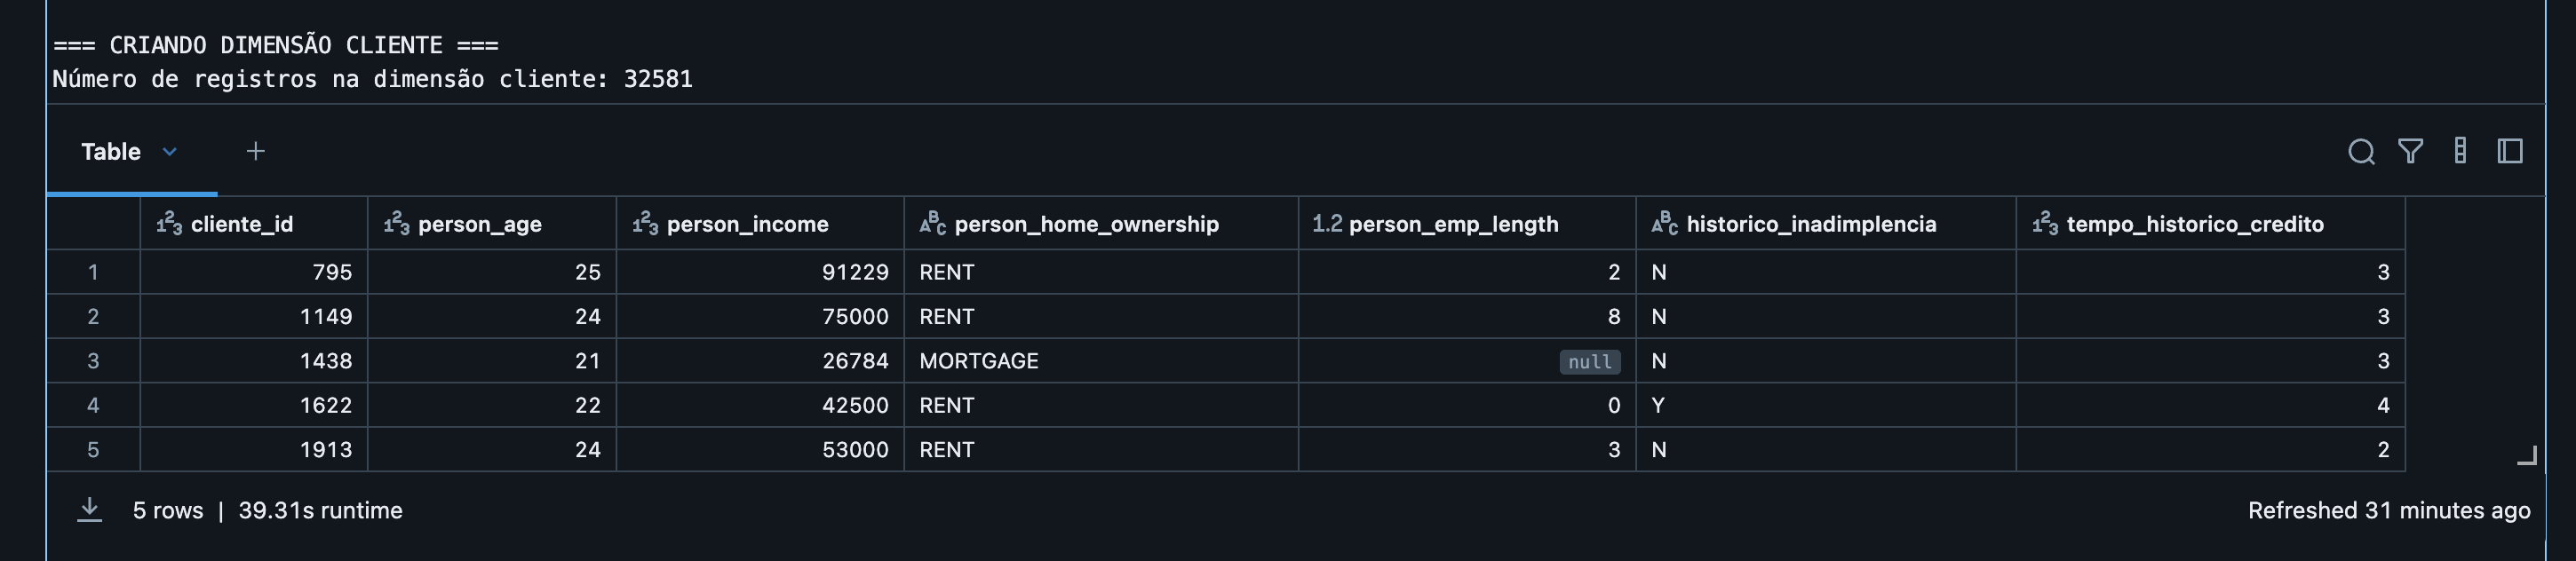 === CRIANDO DIMENSÃO CLIENTE ===
Número de registros na dimensão cliente: 32581
Table
123 cliente_id 123 person_age 123 person_income ABC person_home_ownership 1.2 person_emp_length ABC historico_inadimplencia 123 tempo_historico_credito
1 795 25 91229 RENT 2 N 3
2 1149 24 75000 RENT 8 N 3
3 1438 21 26784 MORTGAGE null N 3
4 1622 22 42500 RENT 0 Y 4
5 1913 24 53000 RENT 3 N 2
5 rows | 39.31s runtime Refreshed 31 minutes ago